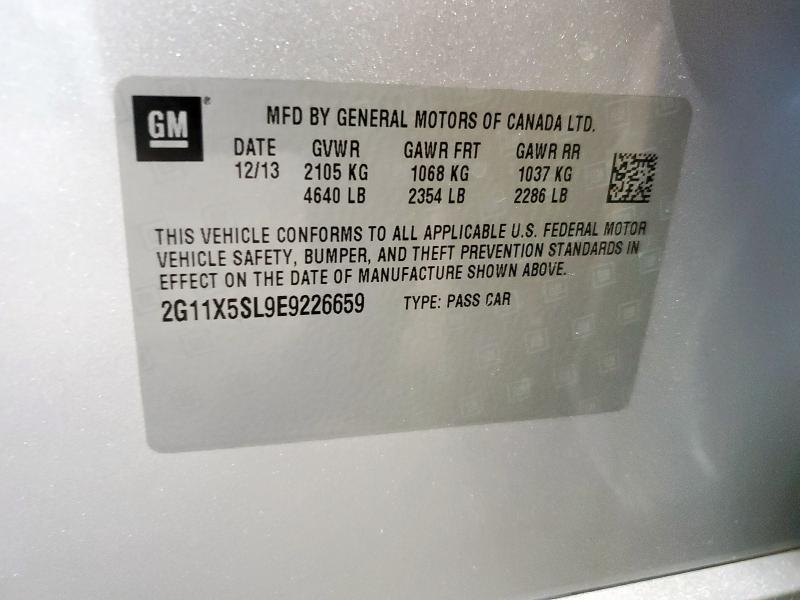 GM®
MFD BY GENERAL MOTORS OF CANADA LTD.
DATE GVWR GAWR FRT GAWR RR
12/13 2105 KG 1068 KG 1037 KG
4640 LB 2354 LB 2286 LB
THIS VEHICLE CONFORMS TO ALL APPLICABLE U.S. FEDERAL MOTOR
VEHICLE SAFETY, BUMPER, AND THEFT PREVENTION STANDARDS IN
EFFECT ON THE DATE OF MANUFACTURE SHOWN ABOVE.
2G11X5SL9E9226659 TYPE: PASS CAR